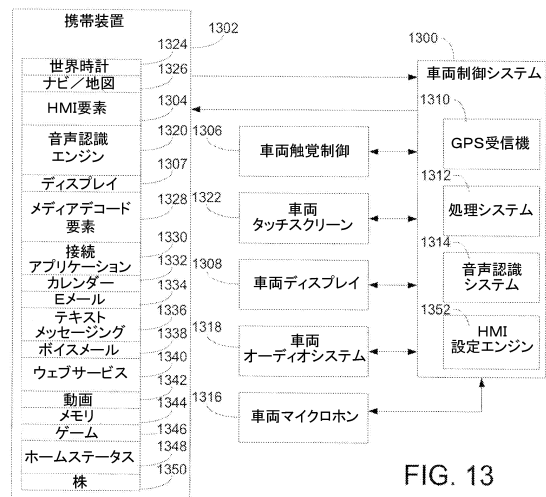 携帯装置
1302
1324
世界時計
1326
ナビ／地図
1304
HMI要素
1320
音声認識
エンジン
1307
ディスプレイ
1328
メディアデコード
要素
1330
接続
アプリケーション
1332
カレンダー
1334
Eメール
1336
テキスト
メッセージング
1338
ボイスメール
1340
ウェブサービス
1342
動画
1344
メモリ
1346
ゲーム
1348
ホームステータス
1350
株
1306
車両触覚制御
1322
車両
タッチスクリーン
1308
車両ディスプレイ
1318
車両
オーディオシステム
1316
車両マイクロホン
1300
車両制御システム
1310
GPS受信機
1312
処理システム
1314
音声認識
システム
1352
HMI
設定エンジン
FIG. 13